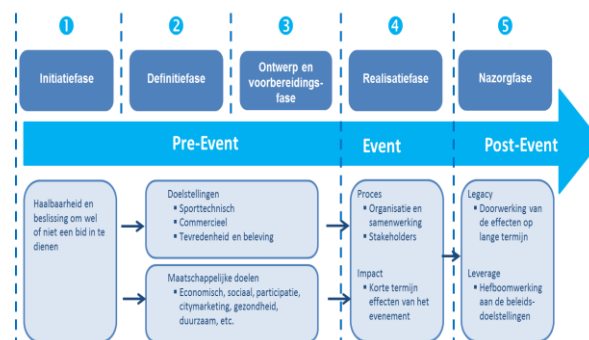 1
2
3
4
5
Initiatiefase
Definitiefase
Ontwerp en
voorbereidings-
fase
Realisatiefase
Nazorgfase
Pre-Event
Event
Post-Event
Haalbaarheid en
beslissing om wel
of niet een bid in te
dienen
Doelstellingen
▪ Sporttechnisch
▪ Commercieel
▪ Tevredenheid en beleving
Maatschappelijke doelen
▪ Economisch, sociaal, participatie,
citymarketing, gezondheid,
duurzaam, etc.
Proces
▪ Organisatie en
samenwerking
▪ Stakeholders
Impact
▪ Korte termijn
effecten van het
evenement
Legacy
▪ Doorwerking van
de effecten op
lange termijn
Leverage
▪ Hefboomwerking
aan de beleids-
doelstellingen